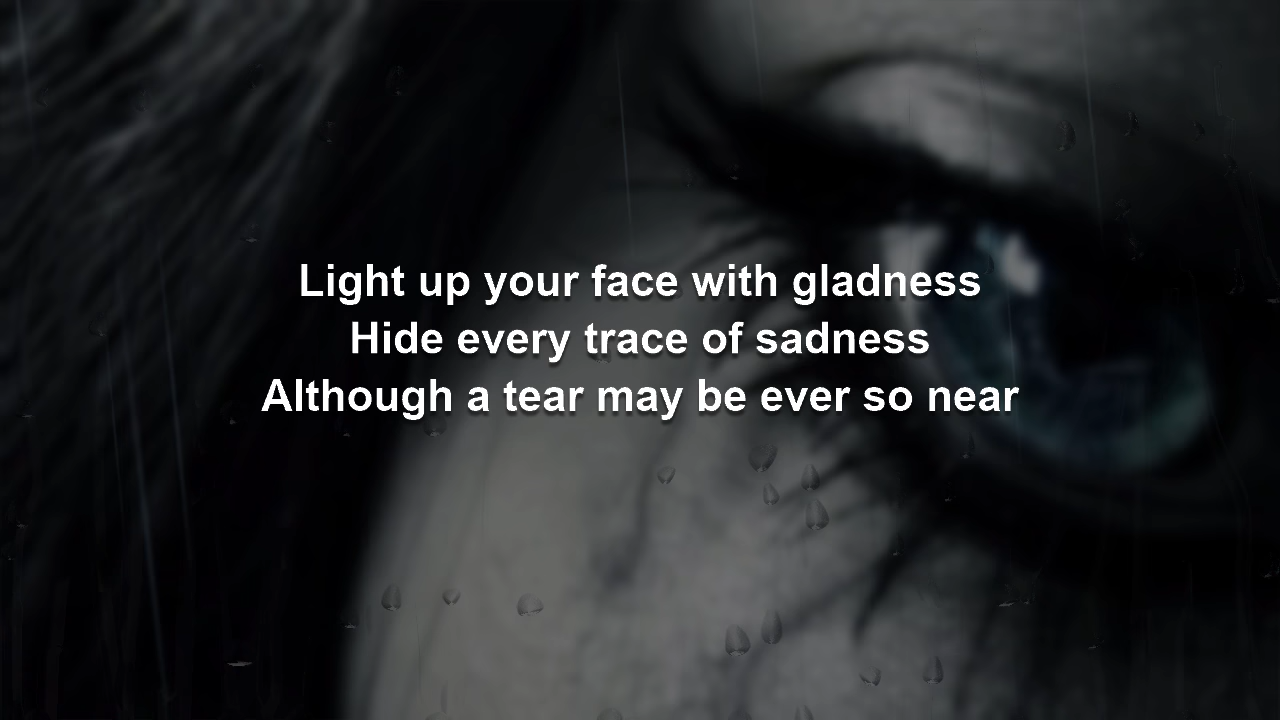 Light up your face with gladness
Hide every trace of sadness
Although a tear may be ever so near